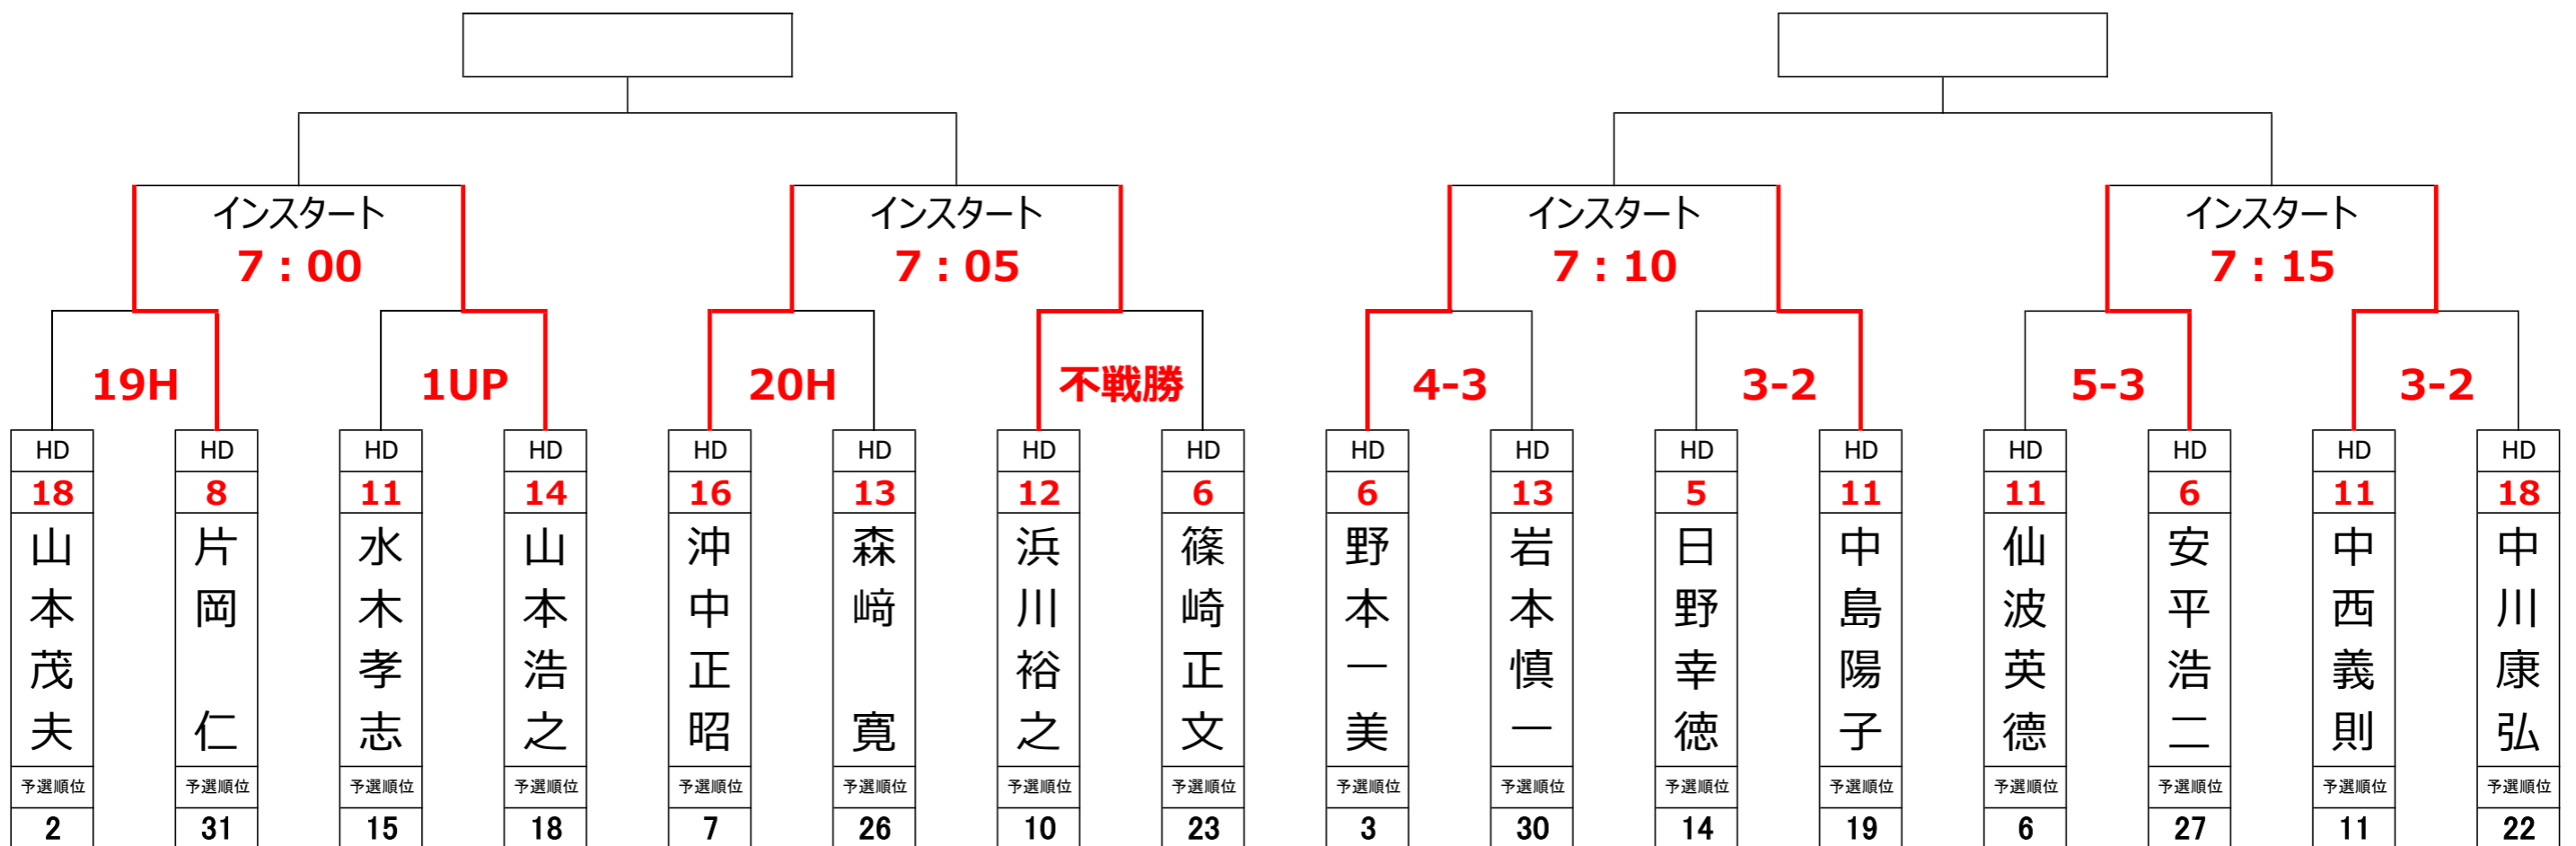 インスタート インスタート インスタート インスタート
7：00 7：05 7：10 7：15
19H 1UP 20H 不戦勝 4-3 3-2 5-3 3-2
HD HD HD HD HD HD HD HD HD HD HD HD HD HD HD HD
18 8 11 14 16 13 12 6 6 13 5 11 11 6 11 18
山本茂夫
片岡 仁
水木孝志
山本浩之
沖中正昭
森﨑 寛
浜川裕之
篠崎正文
野本一美
岩本慎一
日野幸徳
中島陽子
仙波英德
安平浩二
中西義則
中川康弘
予選順位 予選順位 予選順位 予選順位 予選順位 予選順位 予選順位 予選順位 予選順位 予選順位 予選順位 予選順位 予選順位 予選順位 予選順位 予選順位
2 31 15 18 7 26 10 23 3 30 14 19 6 27 11 22